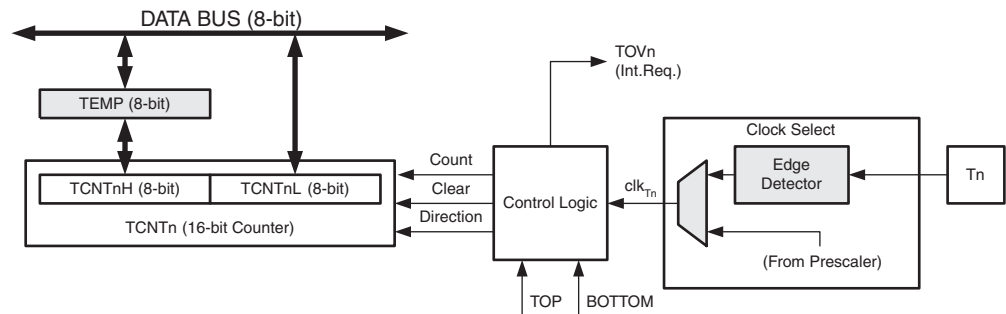 DATA BUS (8-bit)
TOVn
(Int.Req.)
TEMP (8-bit)
Clock Select
Count
Edge
Detector
TCNTnH (8-bit)
TCNTnL (8-bit)
Clear
Control Logic
clkTn
Tn
TCNTn (16-bit Counter)
Direction
(From Prescaler)
TOP
BOTTOM